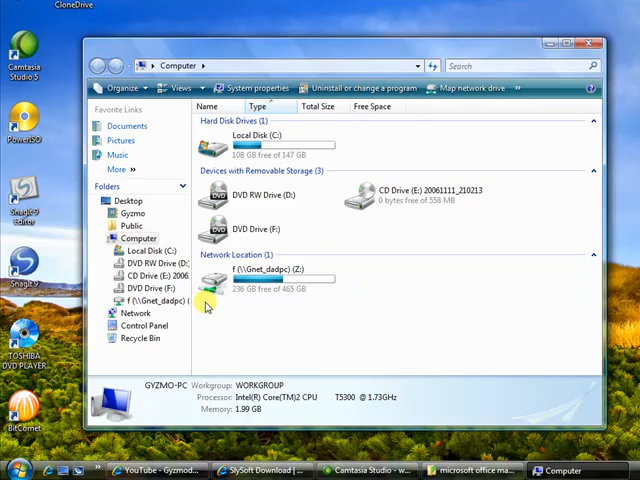 CloneDrive
Camtasia
Studio 5
PowerISO
SnagIt 9
Editor
SnagIt 9
TOSHIBA
DVD PLAYER
BitComet
Computer
Search
Organize
Views
System properties
Uninstall or change a program
Map network drive
Favorite Links
Documents
Pictures
Music
More
Folders
Desktop
Gyzmo
Public
Computer
Local Disk (C:)
DVD RW Drive (D:
CD Drive (E:) 2006
DVD Drive (F:)
f (\\Gnet_dadpc) (
Network
Control Panel
Recycle Bin
Name Type Total Size Free Space
Hard Disk Drives (1)
Local Disk (C:)
108 GB free of 147 GB
Devices with Removable Storage (3)
DVD RW Drive (D:)
CD Drive (E:) 20061111_210213
0 bytes free of 558 MB
DVD Drive (F:)
Network Location (1)
f (\\Gnet_dadpc) (Z:)
236 GB free of 465 GB
GYZMO-PC Workgroup: WORKGROUP
Processor: Intel(R) Core(TM)2 CPU T5300 @ 1.73GHz
Memory: 1.99 GB
YouTube - Gyzmod...
SlySoft Download | ...
Camtasia Studio - w...
microsoft office ma...
Computer